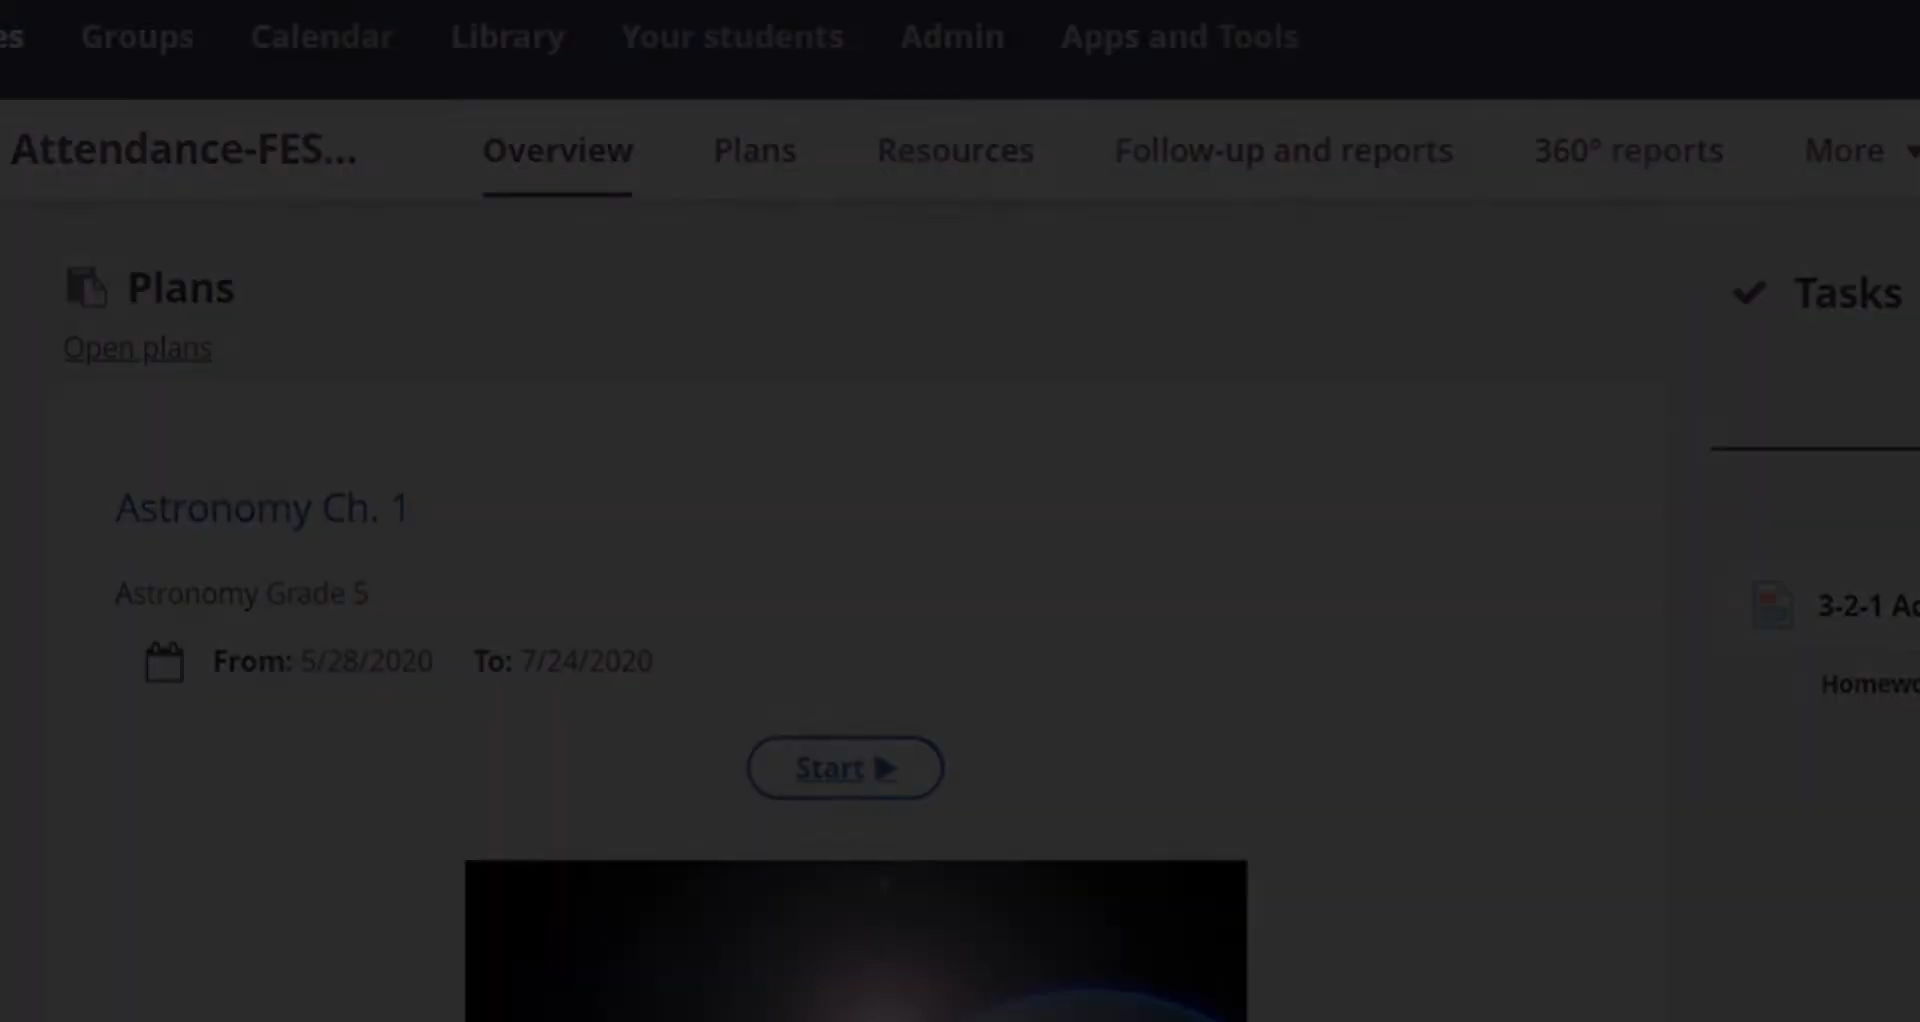 es Groups Calendar Library Your students Admin Apps and Tools
Attendance-FES... Overview Plans Resources Follow-up and reports 360° reports More
Plans
Open plans
Tasks
Astronomy Ch. 1
Astronomy Grade 5
From: 5/28/2020 To: 7/24/2020
Start
3-2-1 Ac
Homewo